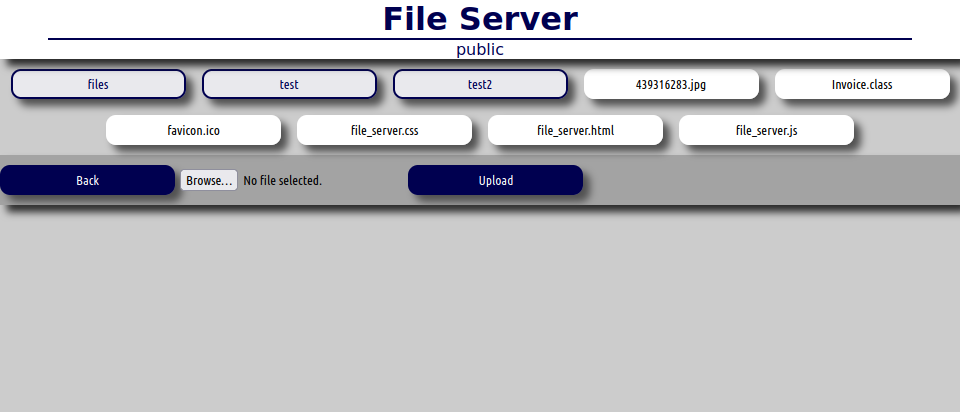 File Server
public
files test test2 439316283.jpg Invoice.class
favicon.ico file_server.css file_server.html file_server.js
Back Browse... No file selected. Upload